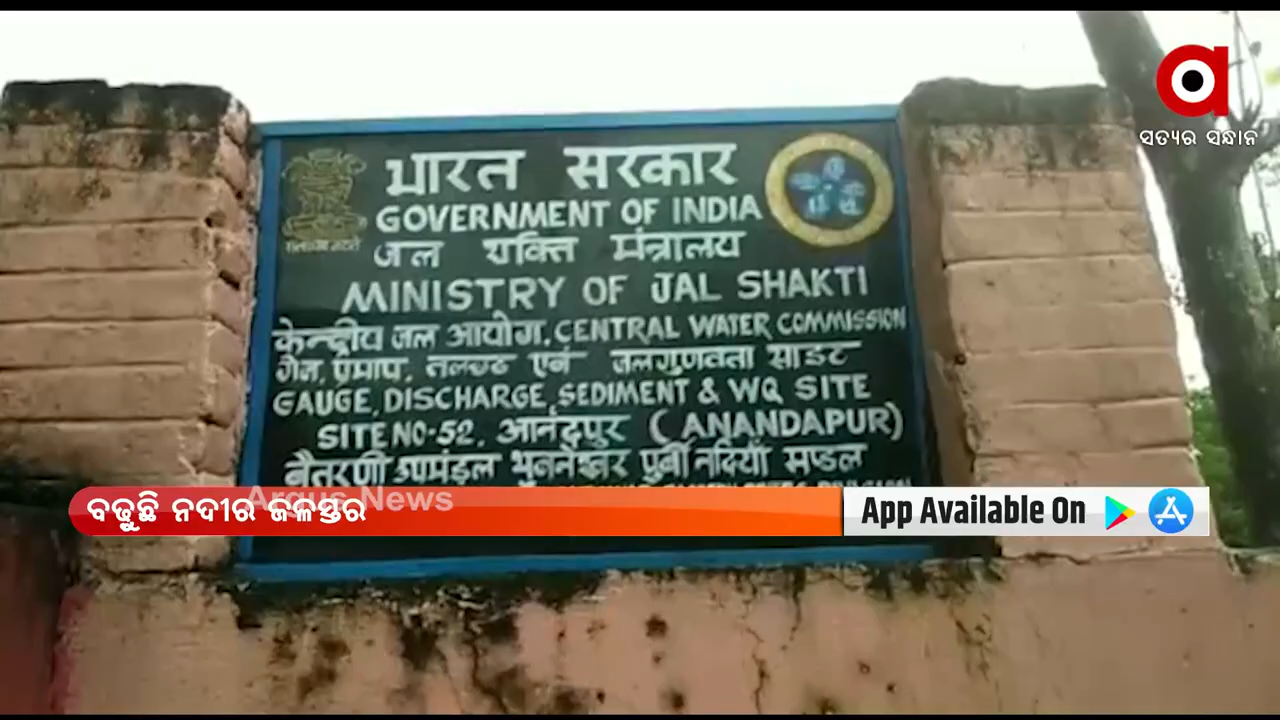 ସତ୍ୟର ସନ୍ଧାନ
भारत सरकार
GOVERNMENT OF INDIA
जल शक्ति मंत्रालय
MINISTRY OF JAL SHAKTI
केन्द्रीय जल आयोग, CENTRAL WATER COMMISSION
गेज, प्रमाप, तलछट एवं जलगुणवता साइट
GAUGE, DISCHARGE, SEDIMENT & WQ SITE
SITE NO-52, आनंदपुर (ANANDAPUR)
बैतरणी उपमंडल भुवनेश्वर पुर्वी नदियाँ मण्डल
Argus News
ବଢୁଛି ନଦୀର ଜଳସ୍ତର
App Available On